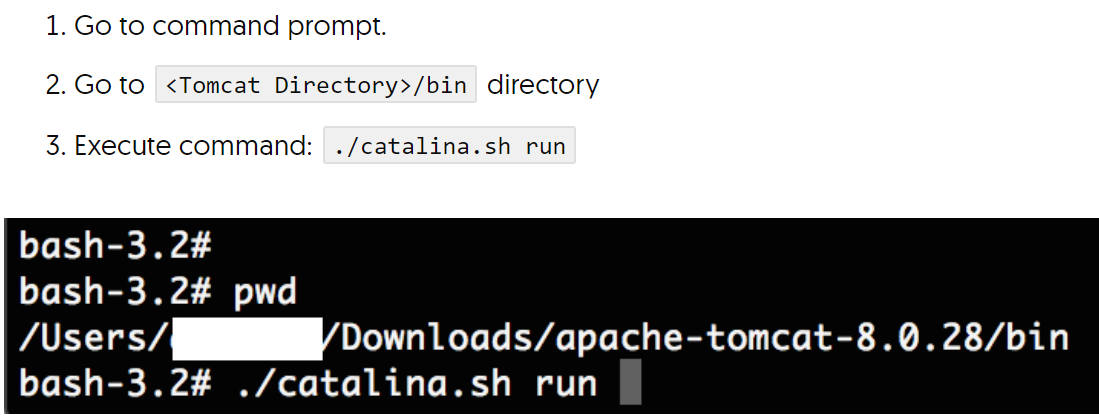 1. Go to command prompt.
2. Go to <Tomcat Directory>/bin directory
3. Execute command: ./catalina.sh run
bash-3.2#
bash-3.2# pwd
/Users/ /Downloads/apache-tomcat-8.0.28/bin
bash-3.2# ./catalina.sh run